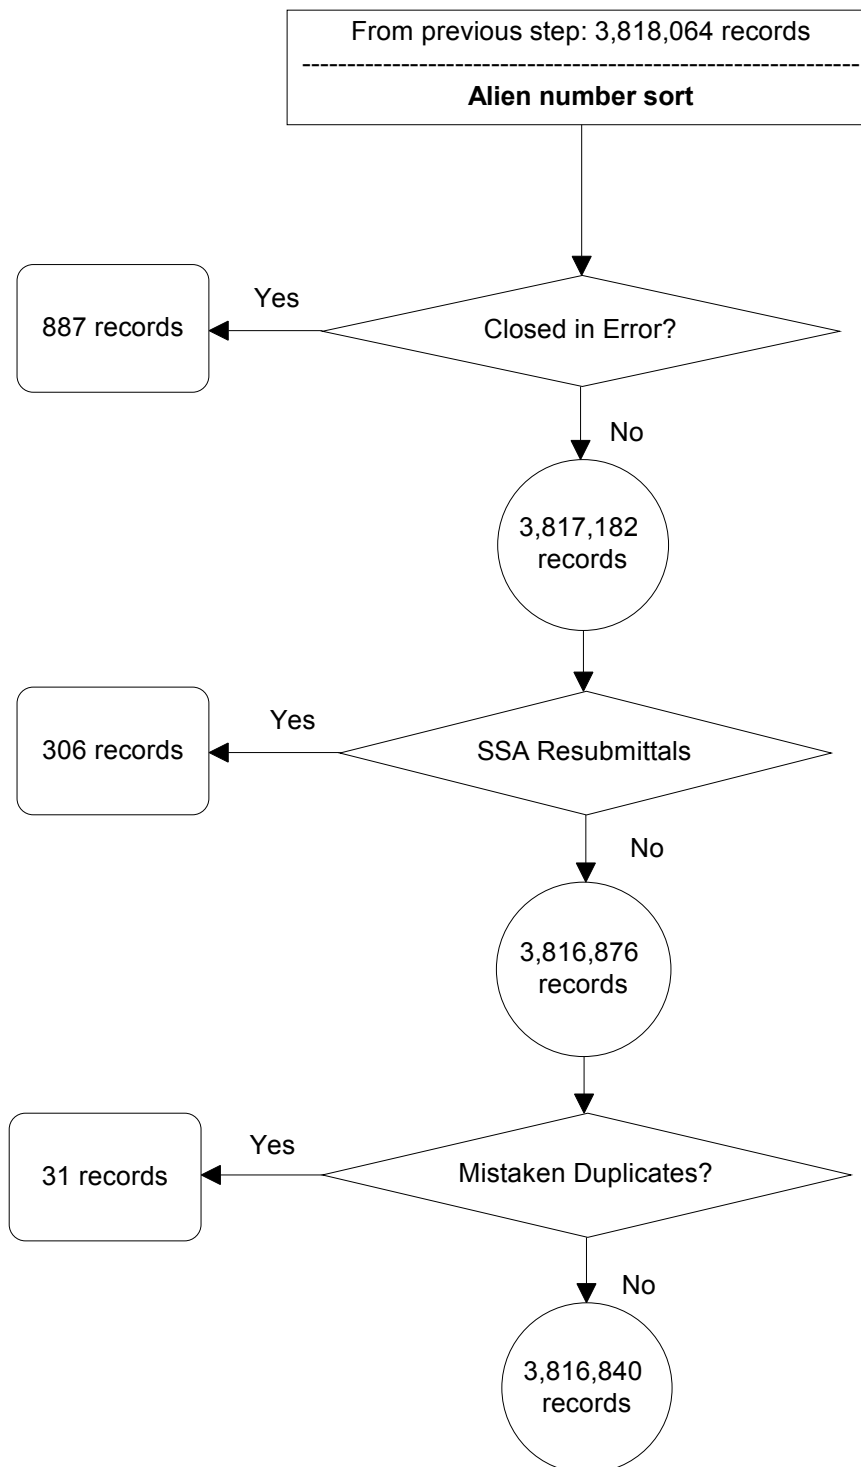 From previous step: 3,818,064 records
----------------------------------------------------------------
Alien number sort
Yes
887 records
Closed in Error?
No
3,817,182
records
Yes
306 records
SSA Resubmittals
No
3,816,876
records
Yes
31 records
Mistaken Duplicates?
No
3,816,840
records